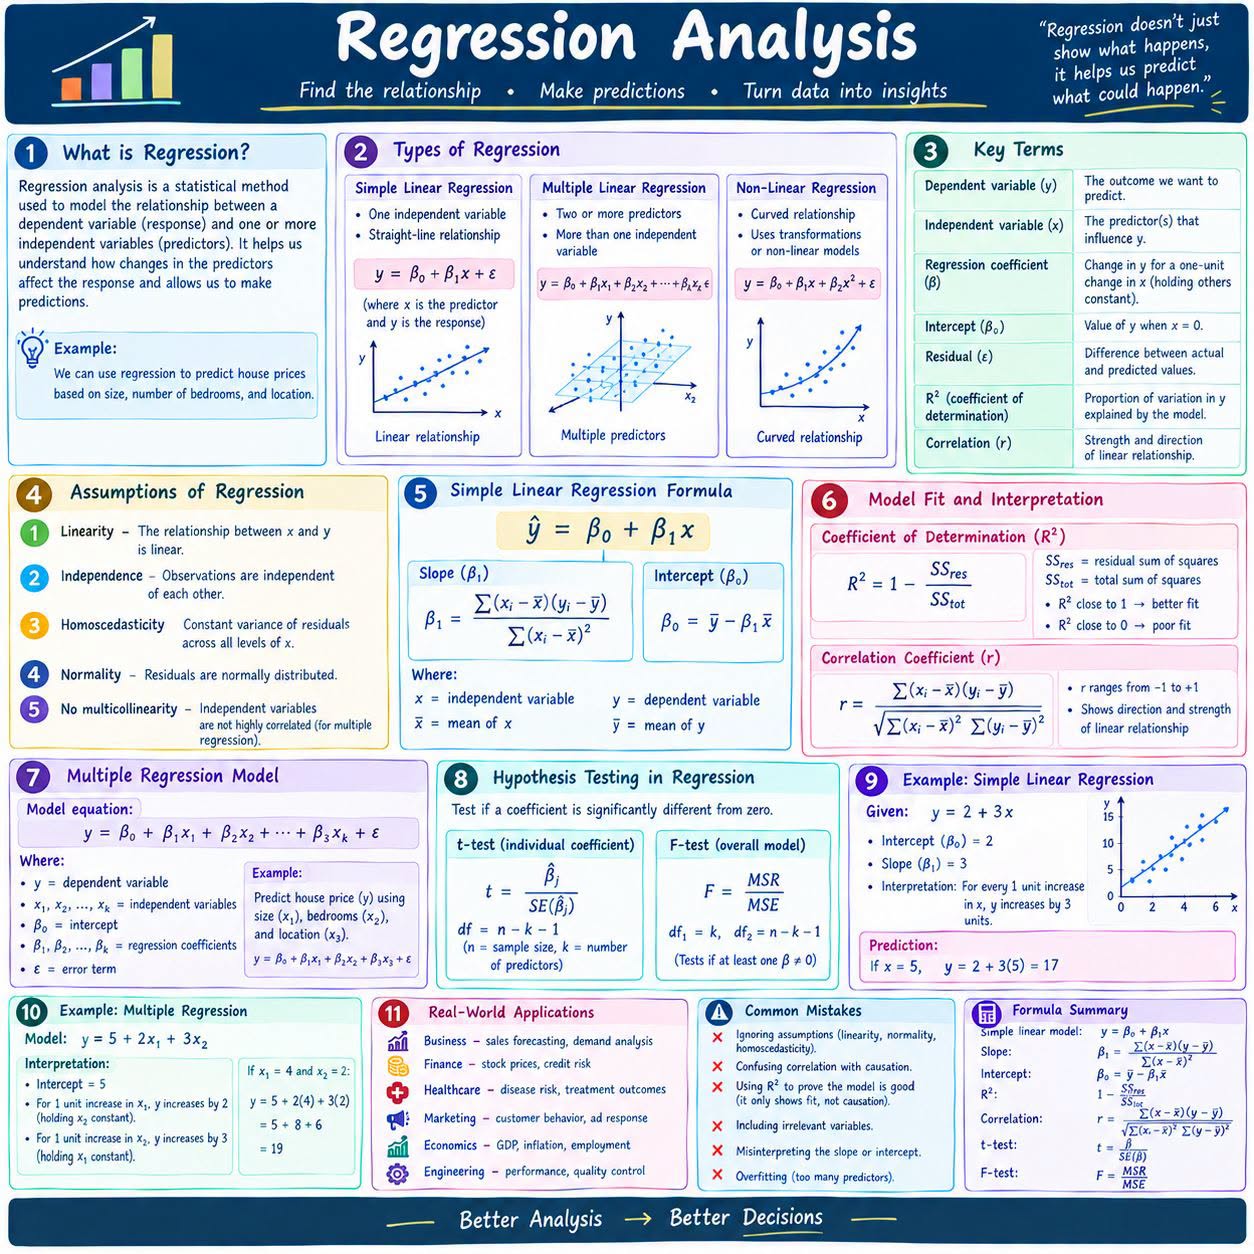 Regression Analysis
Find the relationship • Make predictions • Turn data into insights
“Regression doesn't just
show what happens,
it helps us predict
what could happen.”
1 What is Regression?
Regression analysis is a statistical method
used to model the relationship between a
dependent variable (response) and one or more
independent variables (predictors). It helps us
understand how changes in the predictors
affect the response and allows us to make
predictions.
Example:
We can use regression to predict house prices
based on size, number of bedrooms, and location.
2 Types of Regression
Simple Linear Regression
• One independent variable
• Straight-line relationship
y = β₀ + β₁x + ε
(where x is the predictor
and y is the response)
y
x
Linear relationship
Multiple Linear Regression
• Two or more predictors
• More than one independent
variable
y = β₀ + β₁x₁ + β₂x₂ + ⋯ + βₖxₖ ε
y
x₂
Multiple predictors
Non-Linear Regression
• Curved relationship
• Uses transformations
or non-linear models
y = β₀ + β₁x + β₂x² + ε
y
x
Curved relationship
3 Key Terms
Dependent variable (y)
The outcome we want to
predict.
Independent variable (x)
The predictor(s) that
influence y.
Regression coefficient
(β)
Change in y for a one-unit
change in x (holding others
constant).
Intercept (β₀)
Value of y when x = 0.
Residual (ε)
Difference between actual
and predicted values.
R² (coefficient of
determination)
Proportion of variation in y
explained by the model.
Correlation (r)
Strength and direction
of linear relationship.
4 Assumptions of Regression
1 Linearity – The relationship between x and y
is linear.
2 Independence – Observations are independent
of each other.
3 Homoscedasticity Constant variance of residuals
across all levels of x.
4 Normality – Residuals are normally distributed.
5 No multicollinearity – Independent variables
are not highly correlated (for multiple
regression).
5 Simple Linear Regression Formula
ŷ = β₀ + β₁x
Slope (β₁)
β₁ = ∑(xᵢ − x̄)(yᵢ − ȳ) / ∑(xᵢ − x̄)²
Intercept (β₀)
β₀ = ȳ − β₁x̄
Where:
x = independent variable
y = dependent variable
x̄ = mean of x
ȳ = mean of y
6 Model Fit and Interpretation
Coefficient of Determination (R²)
R² = 1 − SSres / SStot
SSres = residual sum of squares
SStot = total sum of squares
• R² close to 1 → better fit
• R² close to 0 → poor fit
Correlation Coefficient (r)
r = ∑(xᵢ − x̄)(yᵢ − ȳ) / √∑(xᵢ − x̄)² ∑(yᵢ − ȳ)²
• r ranges from −1 to +1
• Shows direction and strength
of linear relationship
7 Multiple Regression Model
Model equation:
y = β₀ + β₁x₁ + β₂x₂ + ⋯ + β₃xₖ + ε
Where:
• y = dependent variable
• x₁, x₂, ..., xₖ = independent variables
• β₀ = intercept
• β₁, β₂, ..., βₖ = regression coefficients
• ε = error term
Example:
Predict house price (y) using
size (x₁), bedrooms (x₂),
and location (x₃).
y = β₀ + β₁x₁ + β₂x₂ + β₃x₃ + ε
8 Hypothesis Testing in Regression
Test if a coefficient is significantly different from zero.
t-test (individual coefficient)
t = β̂ⱼ / SE(β̂ⱼ)
df = n − k − 1
(n = sample size, k = number
of predictors)
F-test (overall model)
F = MSR / MSE
df₁ = k, df₂ = n − k − 1
(Tests if at least one β ≠ 0)
9 Example: Simple Linear Regression
Given: y = 2 + 3x
• Intercept (β₀) = 2
• Slope (β₁) = 3
• Interpretation: For every 1 unit increase
in x, y increases by 3
units.
y
15
10
5
0
0 2 4 6 x
Prediction:
If x = 5, y = 2 + 3(5) = 17
10 Example: Multiple Regression
Model: y = 5 + 2x₁ + 3x₂
Interpretation:
• Intercept = 5
• For 1 unit increase in x₁, y increases by 2
(holding x₂ constant).
• For 1 unit increase in x₂, y increases by 3
(holding x₁ constant).
If x₁ = 4 and x₂ = 2:
y = 5 + 2(4) + 3(2)
= 5 + 8 + 6
= 19
11 Real-World Applications
Business – sales forecasting, demand analysis
Finance – stock prices, credit risk
Healthcare – disease risk, treatment outcomes
Marketing – customer behavior, ad response
Economics – GDP, inflation, employment
Engineering – performance, quality control
Common Mistakes
Ignoring assumptions (linearity, normality,
homoscedasticity).
Confusing correlation with causation.
Using R² to prove the model is good
(it only shows fit, not causation).
Including irrelevant variables.
Misinterpreting the slope or intercept.
Overfitting (too many predictors).
Formula Summary
Simple linear model: y = β₀ + β₁x
Slope: β₁ = ∑(x − x̄)(y − ȳ) / ∑(x − x̄)²
Intercept: β₀ = ȳ − β₁x̄
R²: 1 − SSres / SStot
Correlation: r = ∑(x − x̄)(y − ȳ) / √∑(xᵢ − x̄)² ∑(y − ȳ)²
t-test: t = β / SE(β)
F-test: F = MSR / MSE
Better Analysis → Better Decisions